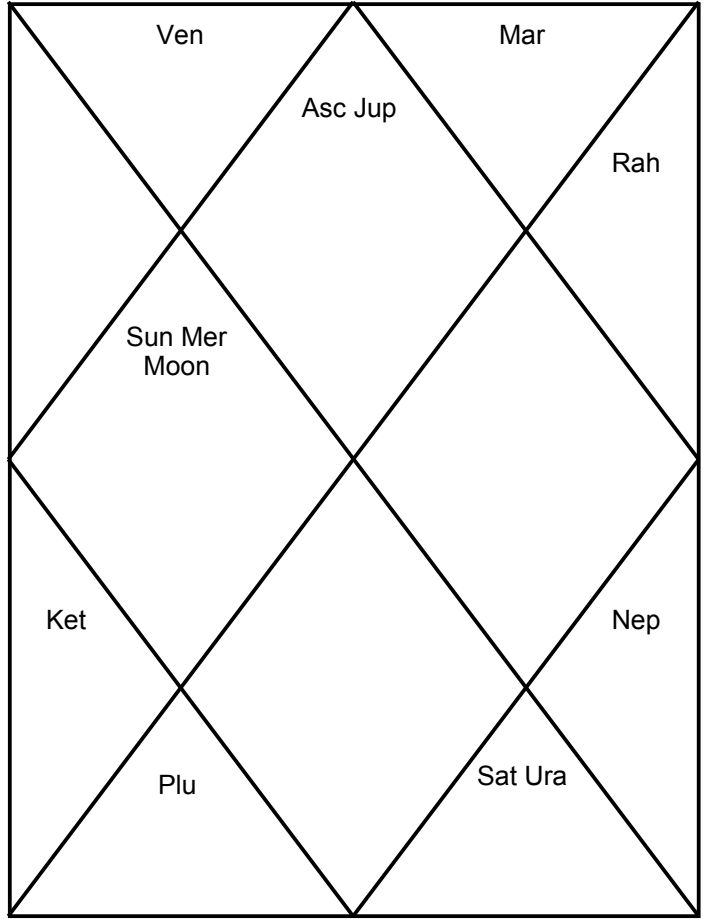 Ven
Mar
Asc Jup
Rah
Sun Mer
Moon
Ket
Nep
Plu
Sat Ura